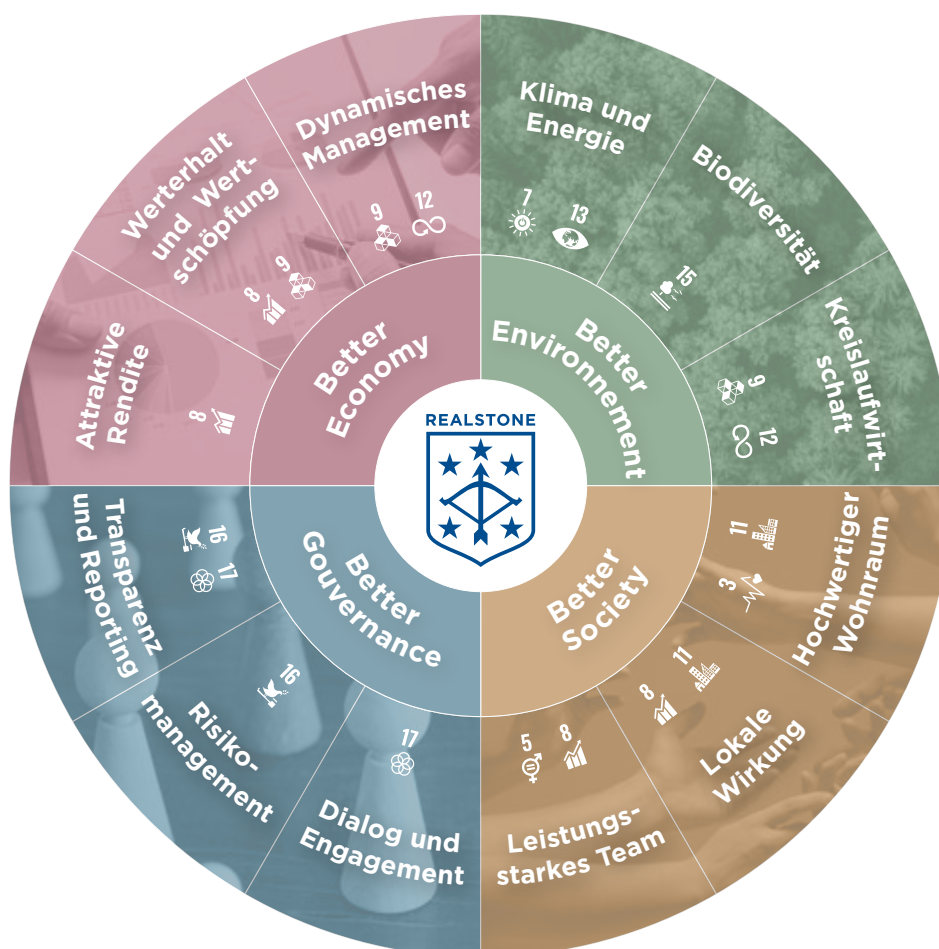 REALSTONE
Better
Economy
Better
Environnement
Better
Society
Better
Gouvernance
Dynamisches
Management
9
12
Klima und
Energie
7
13
Biodiversität
15
Kreislaufwirt-
schaft
9
12
Hochwertiger
Wohnraum
11
3
Lokale
Wirkung
11
8
Leistungs-
starkes Team
5
8
Dialog und
Engagement
17
Risiko-
management
16
Transparenz
und Reporting
16
17
Attraktive
Rendite
8
Werterhalt
und Wert-
schöpfung
8
9